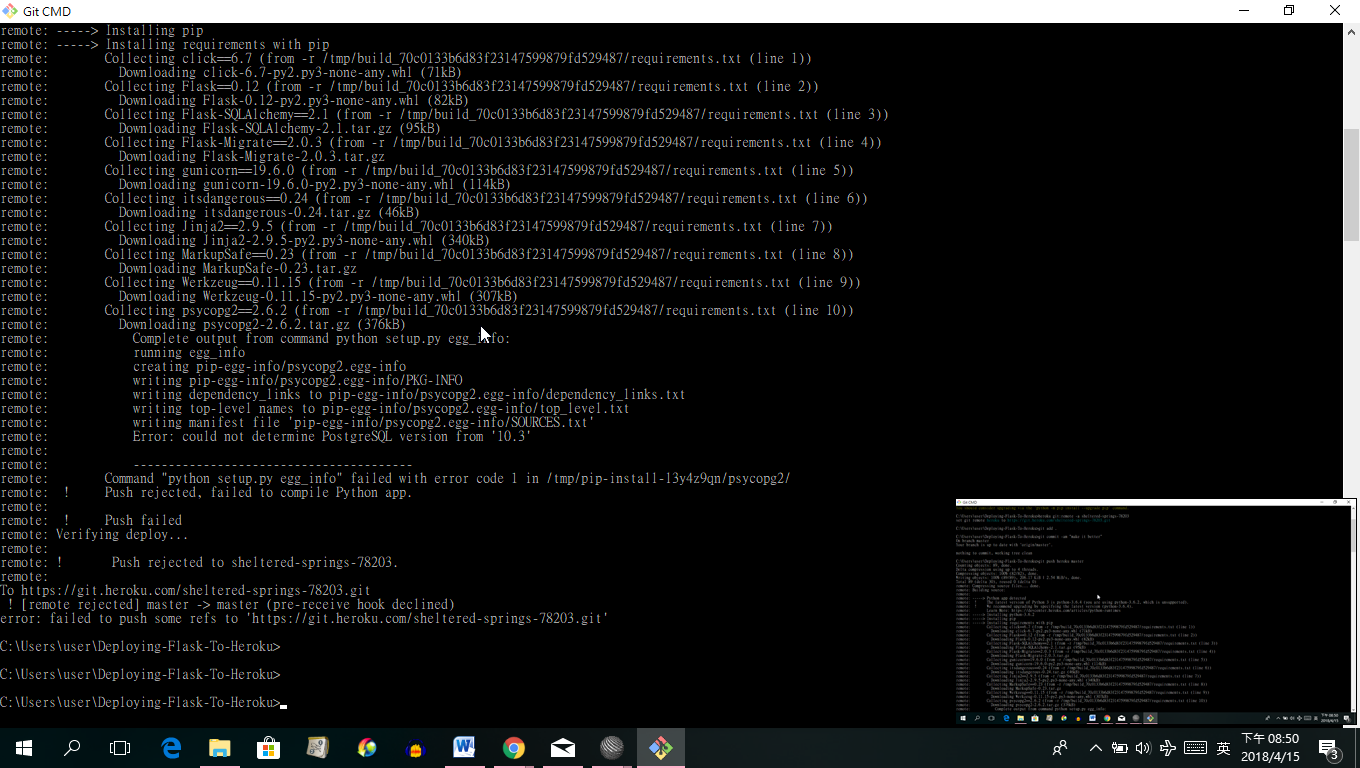 Git CMD
remote: -----> Installing pip
remote: -----> Installing requirements with pip
remote:        Collecting click==6.7 (from -r /tmp/build_70c0133b6d83f23147599879fd529487/requirements.txt (line 1))
remote:          Downloading click-6.7-py2.py3-none-any.whl (71kB)
remote:        Collecting Flask==0.12 (from -r /tmp/build_70c0133b6d83f23147599879fd529487/requirements.txt (line 2))
remote:          Downloading Flask-0.12-py2.py3-none-any.whl (82kB)
remote:        Collecting Flask-SQLAlchemy==2.1 (from -r /tmp/build_70c0133b6d83f23147599879fd529487/requirements.txt (line 3))
remote:          Downloading Flask-SQLAlchemy-2.1.tar.gz (95kB)
remote:        Collecting Flask-Migrate==2.0.3 (from -r /tmp/build_70c0133b6d83f23147599879fd529487/requirements.txt (line 4))
remote:          Downloading Flask-Migrate-2.0.3.tar.gz
remote:        Collecting gunicorn==19.6.0 (from -r /tmp/build_70c0133b6d83f23147599879fd529487/requirements.txt (line 5))
remote:          Downloading gunicorn-19.6.0-py2.py3-none-any.whl (114kB)
remote:        Collecting itsdangerous==0.24 (from -r /tmp/build_70c0133b6d83f23147599879fd529487/requirements.txt (line 6))
remote:          Downloading itsdangerous-0.24.tar.gz (46kB)
remote:        Collecting Jinja2==2.9.5 (from -r /tmp/build_70c0133b6d83f23147599879fd529487/requirements.txt (line 7))
remote:          Downloading Jinja2-2.9.5-py2.py3-none-any.whl (340kB)
remote:        Collecting MarkupSafe==0.23 (from -r /tmp/build_70c0133b6d83f23147599879fd529487/requirements.txt (line 8))
remote:          Downloading MarkupSafe-0.23.tar.gz
remote:        Collecting Werkzeug==0.11.15 (from -r /tmp/build_70c0133b6d83f23147599879fd529487/requirements.txt (line 9))
remote:          Downloading Werkzeug-0.11.15-py2.py3-none-any.whl (307kB)
remote:        Collecting psycopg2==2.6.2 (from -r /tmp/build_70c0133b6d83f23147599879fd529487/requirements.txt (line 10))
remote:          Downloading psycopg2-2.6.2.tar.gz (376kB)
remote:            Complete output from command python setup.py egg_info:
remote:            running egg_info
remote:            creating pip-egg-info/psycopg2.egg-info
remote:            writing pip-egg-info/psycopg2.egg-info/PKG-INFO
remote:            writing dependency_links to pip-egg-info/psycopg2.egg-info/dependency_links.txt
remote:            writing top-level names to pip-egg-info/psycopg2.egg-info/top_level.txt
remote:            writing manifest file 'pip-egg-info/psycopg2.egg-info/SOURCES.txt'
remote:            Error: could not determine PostgreSQL version from '10.3'
remote:
remote:            ----------------------------------------
remote:        Command "python setup.py egg_info" failed with error code 1 in /tmp/pip-install-l3y4z9qn/psycopg2/
remote:  !     Push rejected, failed to compile Python app.
remote:
remote:  !     Push failed
remote: Verifying deploy...
remote:
remote: !       Push rejected to sheltered-springs-78203.
remote:
To https://git.heroku.com/sheltered-springs-78203.git
 ! [remote rejected] master -> master (pre-receive hook declined)
error: failed to push some refs to 'https://git.heroku.com/sheltered-springs-78203.git'
C:\Users\user\Deploying-Flask-To-Heroku>
C:\Users\user\Deploying-Flask-To-Heroku>
C:\Users\user\Deploying-Flask-To-Heroku>
英
下午 08:50
2018/4/15
3